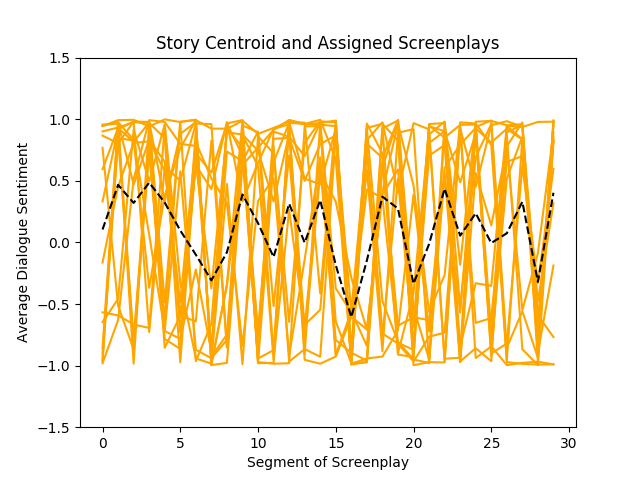 Story Centroid and Assigned Screenplays
1.5
1.0
0.5
0.0
−0.5
−1.0
−1.5
Average Dialogue Sentiment
0 5 10 15 20 25 30
Segment of Screenplay